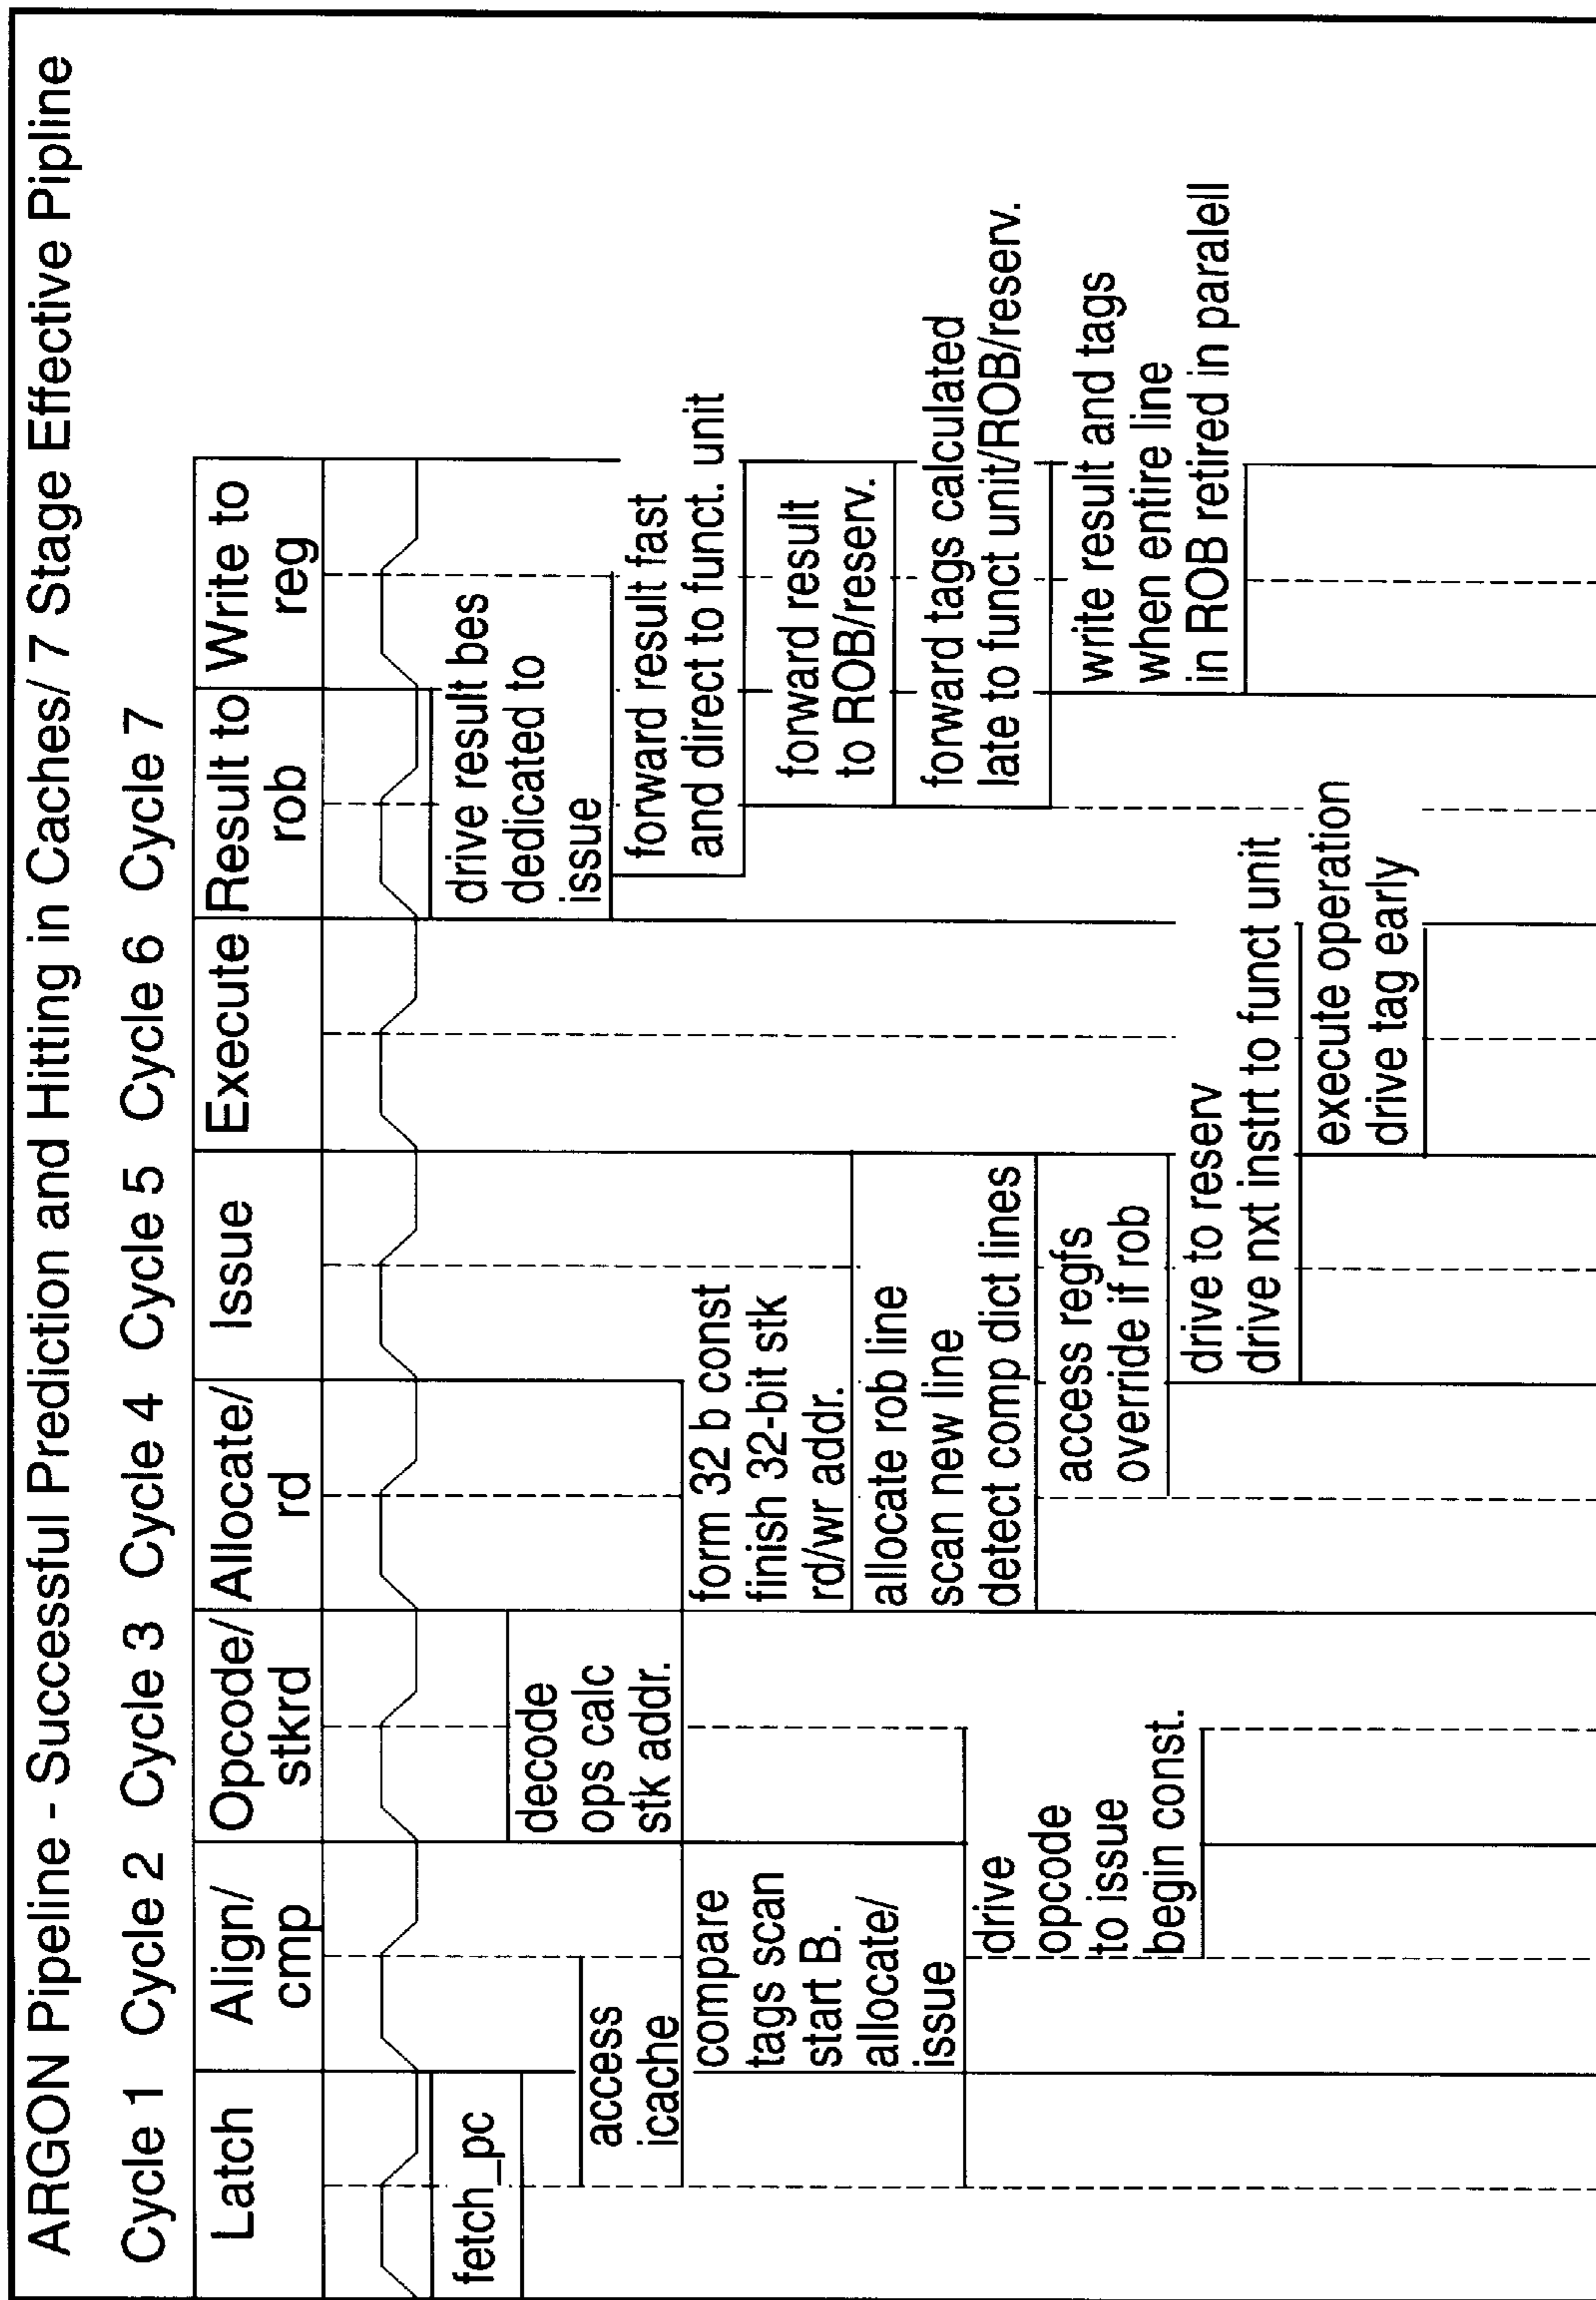 ARGON Pipeline - Successful Prediction and Hitting in Caches/ 7 Stage Effective Pipline
Cycle 1 Cycle 2 Cycle 3 Cycle 4 Cycle 5 Cycle 6 Cycle 7
Latch
Align/
cmp
Opcode/
stkrd
Allocate/
rd
Issue
Execute
Result to
rob
Write to
reg
fetch_pc
access
icache
compare
tags scan
start B.
allocate/
issue
drive
opcode
to issue
begin const.
decode
ops calc
stk addr.
form 32 b const
finish 32-bit stk
rd/wr addr.
allocate rob line
scan new line
detect comp dict lines
access regfs
override if rob
drive to reserv
drive nxt instrt to funct unit
execute operation
drive tag early
drive result bes
dedicated to
issue
forward result fast
and direct to funct. unit
forward result
to ROB/reserv.
forward tags calculated
late to funct unit/ROB/reserv.
write result and tags
when entire line
in ROB retired in paralell